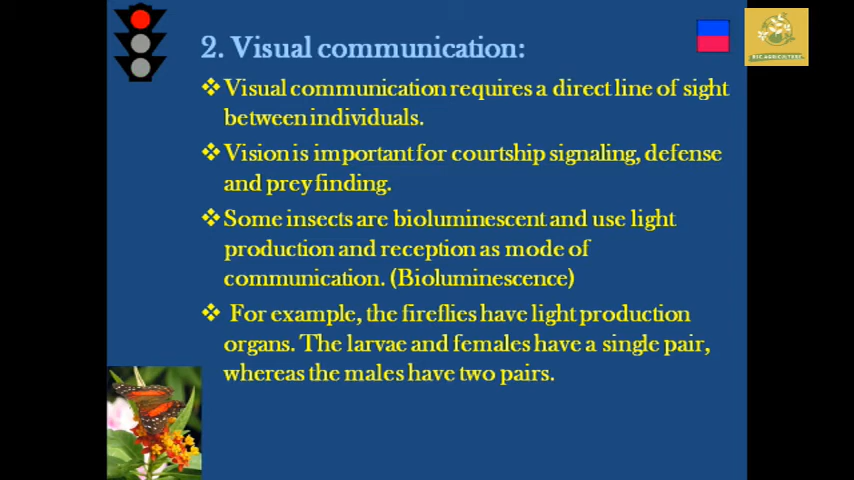 2. Visual communication:
❖ Visual communication requires a direct line of sight
between individuals.
❖ Vision is important for courtship signaling, defense
and prey finding.
❖ Some insects are bioluminescent and use light
production and reception as mode of
communication. (Bioluminescence)
❖ For example, the fireflies have light production
organs. The larvae and females have a single pair,
whereas the males have two pairs.
BSC.AGRICULTURE